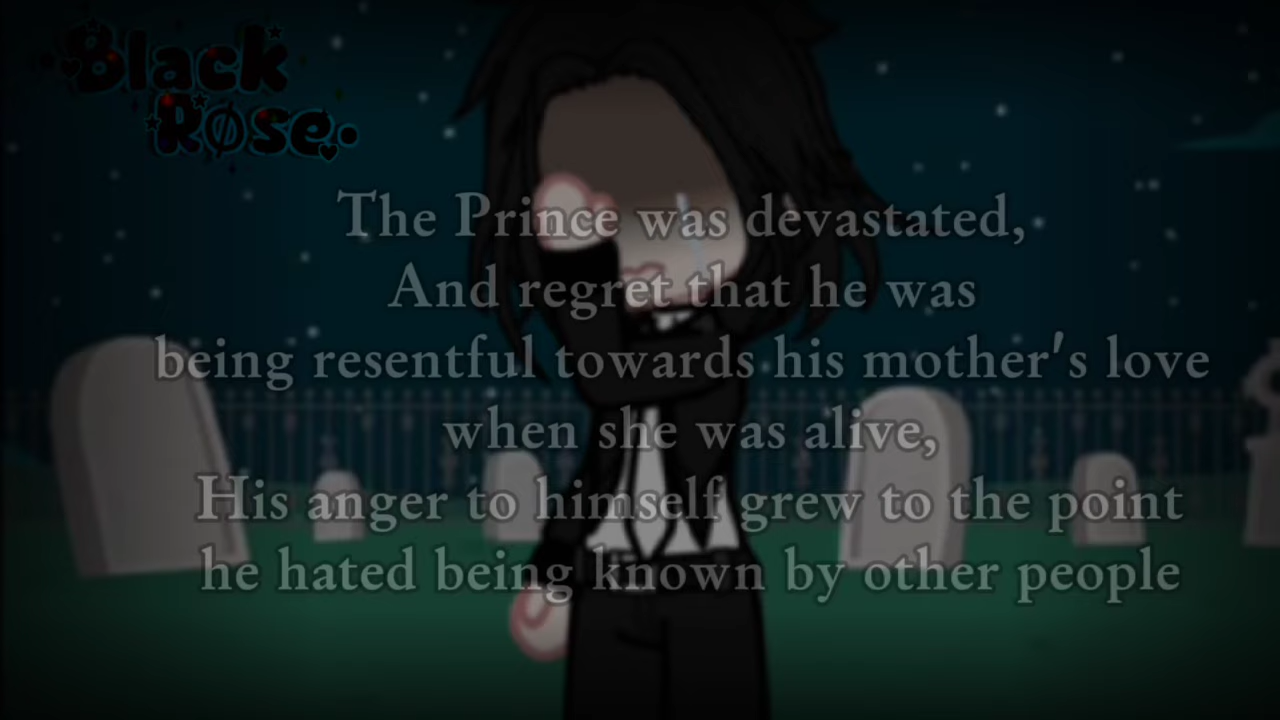 Black
Røse.
The Prince was devastated,
And regret that he was
being resentful towards his mother's love
when she was alive,
His anger to himself grew to the point
he hated being known by other people